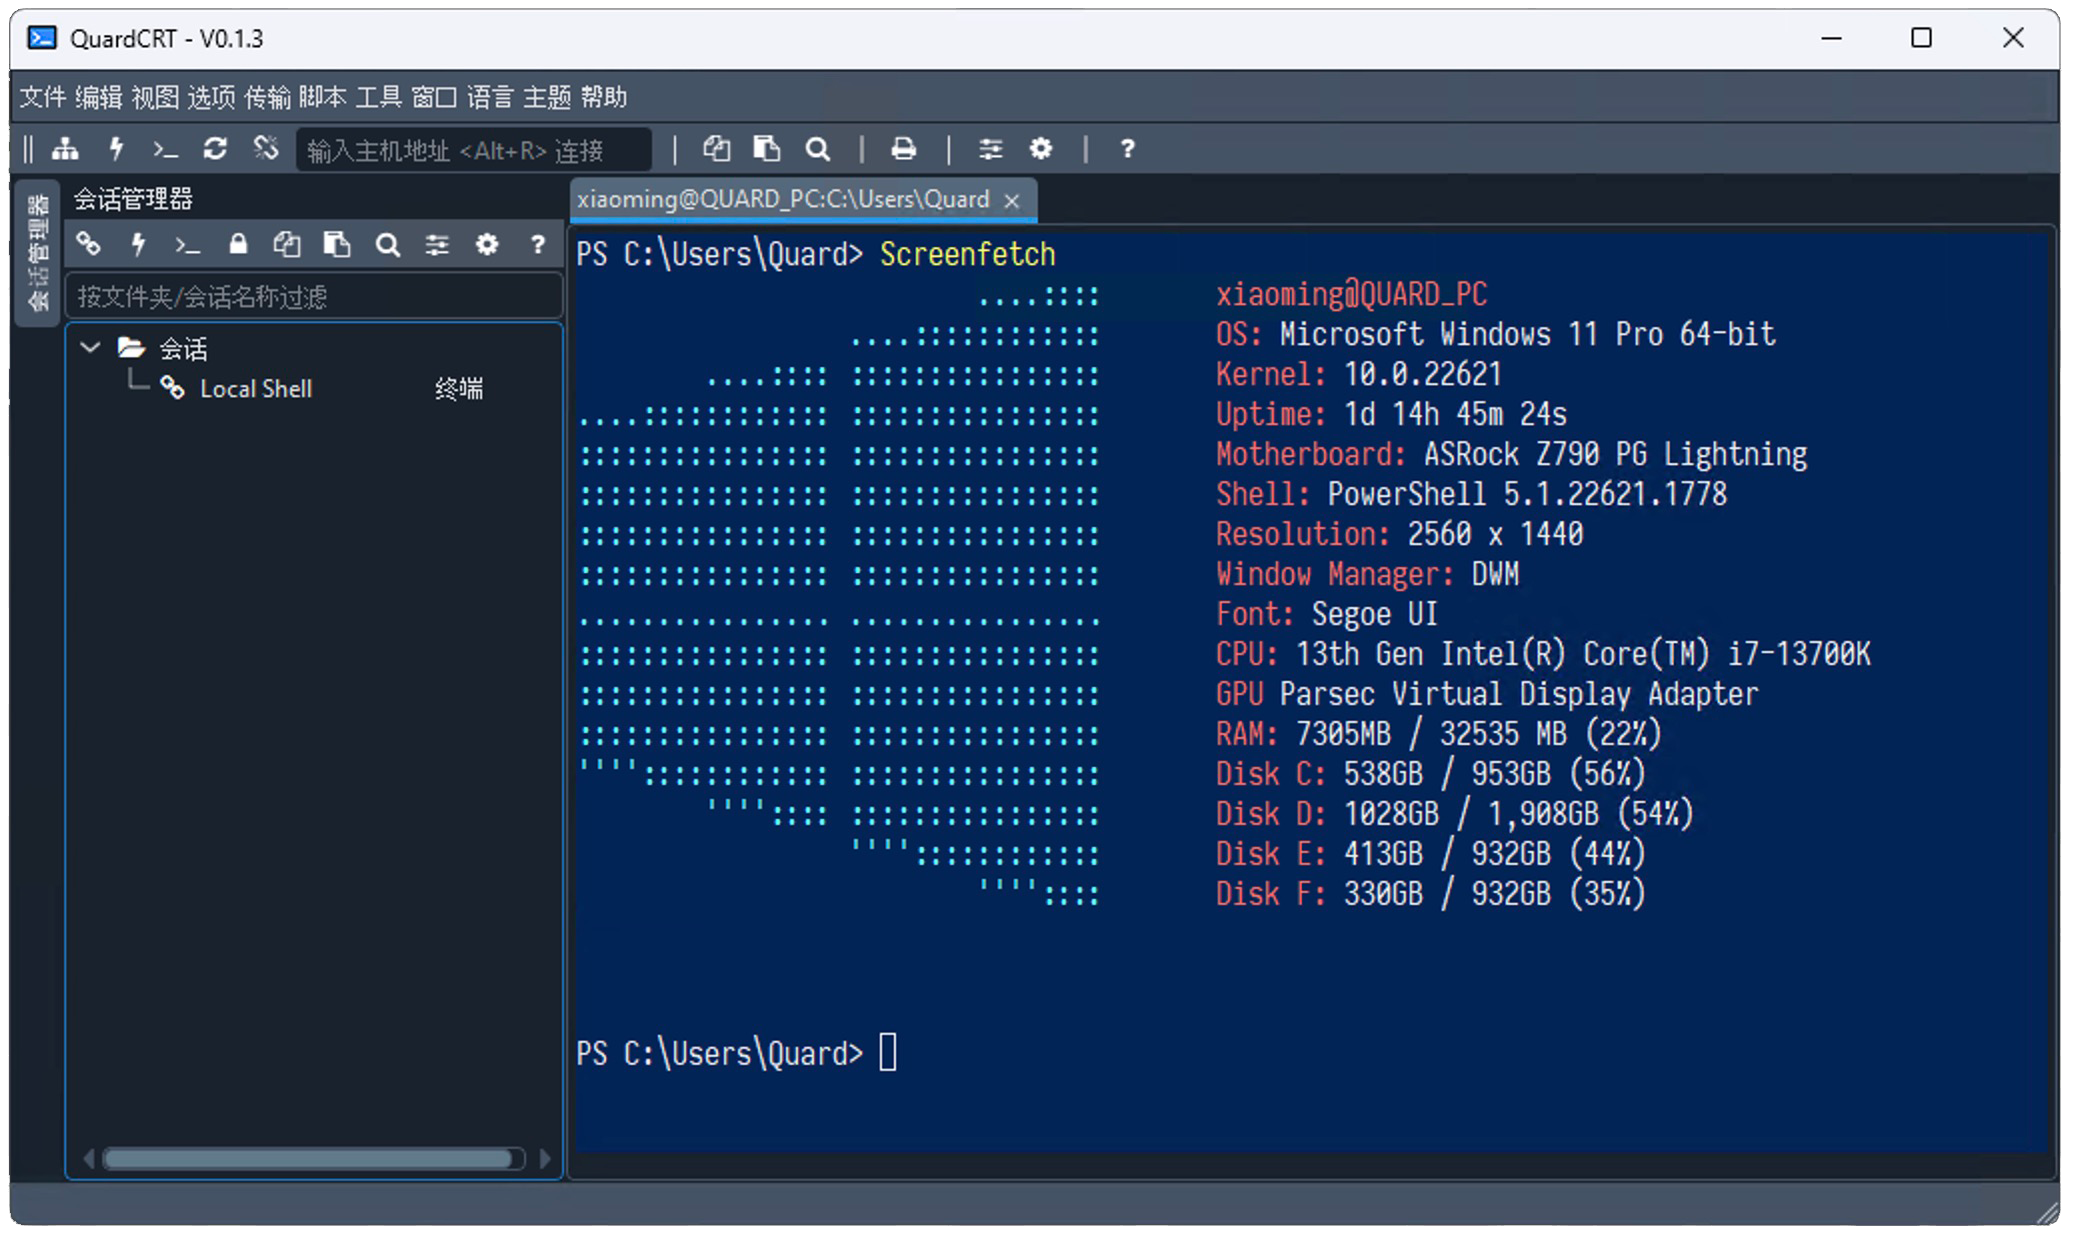 QuardCRT - V0.1.3
文件 编辑 视图 选项 传输 脚本 工具 窗口 语言 主题 帮助
输入主机地址 <Alt+R> 连接
会话管理器
会话管理器
按文件夹/会话名称过滤
会话
Local Shell 终端
xiaoming@QUARD_PC:C:\Users\Quard
PS C:\Users\Quard> Screenfetch
xiaoming@QUARD_PC
OS: Microsoft Windows 11 Pro 64-bit
Kernel: 10.0.22621
Uptime: 1d 14h 45m 24s
Motherboard: ASRock Z790 PG Lightning
Shell: PowerShell 5.1.22621.1778
Resolution: 2560 x 1440
Window Manager: DWM
Font: Segoe UI
CPU: 13th Gen Intel(R) Core(TM) i7-13700K
GPU Parsec Virtual Display Adapter
RAM: 7305MB / 32535 MB (22%)
Disk C: 538GB / 953GB (56%)
Disk D: 1028GB / 1,908GB (54%)
Disk E: 413GB / 932GB (44%)
Disk F: 330GB / 932GB (35%)
PS C:\Users\Quard>